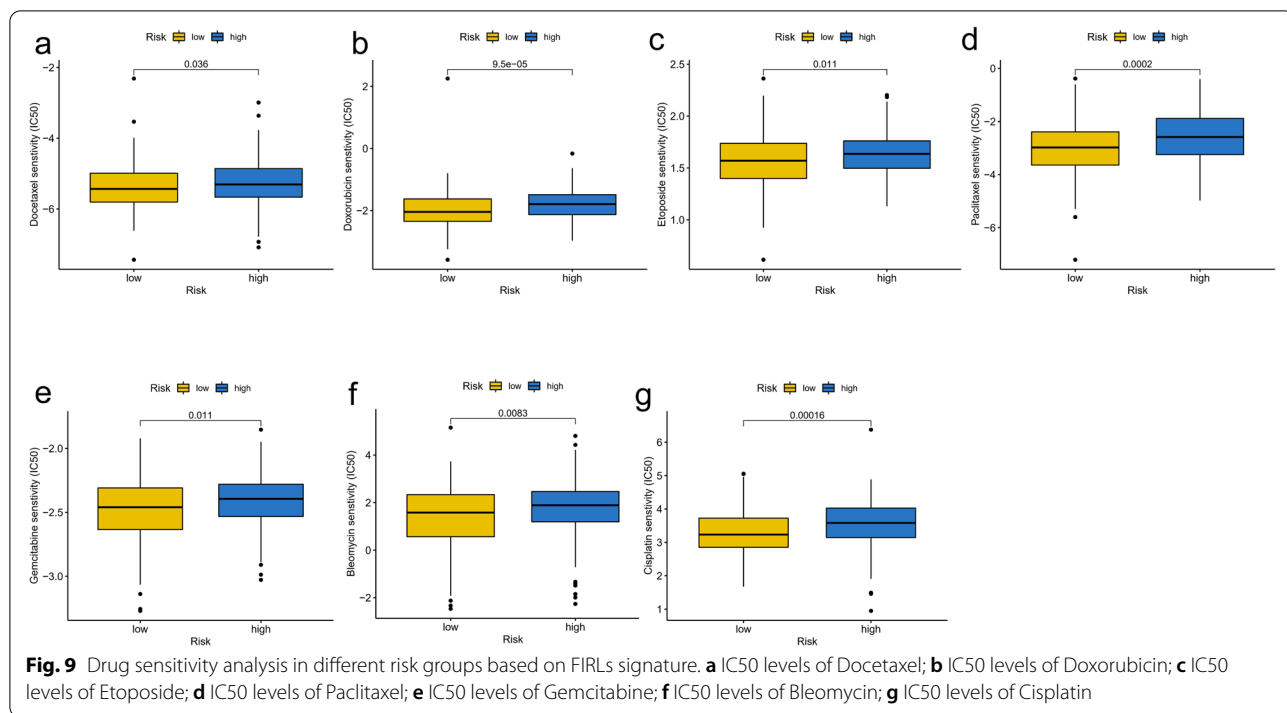 a
Risk low high
Docetaxel senstivity (IC50)
−2
−4
−6
0.036
low high
Risk
b
Risk low high
Doxorubicin senstivity (IC50)
2
0
−2
9.5e−05
low high
Risk
c
Risk low high
Etoposide senstivity (IC50)
2.5
2.0
1.5
1.0
0.011
low high
Risk
d
Risk low high
Paclitaxel senstivity (IC50)
0
−2
−4
−6
0.0002
low high
Risk
e
Risk low high
Gemcitabine senstivity (IC50)
−2.0
−2.5
−3.0
0.011
low high
Risk
f
Risk low high
Bleomycin senstivity (IC50)
4
2
0
−2
0.0083
low high
Risk
g
Risk low high
Cisplatin senstivity (IC50)
6
5
4
3
2
1
0.00016
low high
Risk
Fig. 9 Drug sensitivity analysis in different risk groups based on FIRLs signature. a IC50 levels of Docetaxel; b IC50 levels of Doxorubicin; c IC50
levels of Etoposide; d IC50 levels of Paclitaxel; e IC50 levels of Gemcitabine; f IC50 levels of Bleomycin; g IC50 levels of Cisplatin